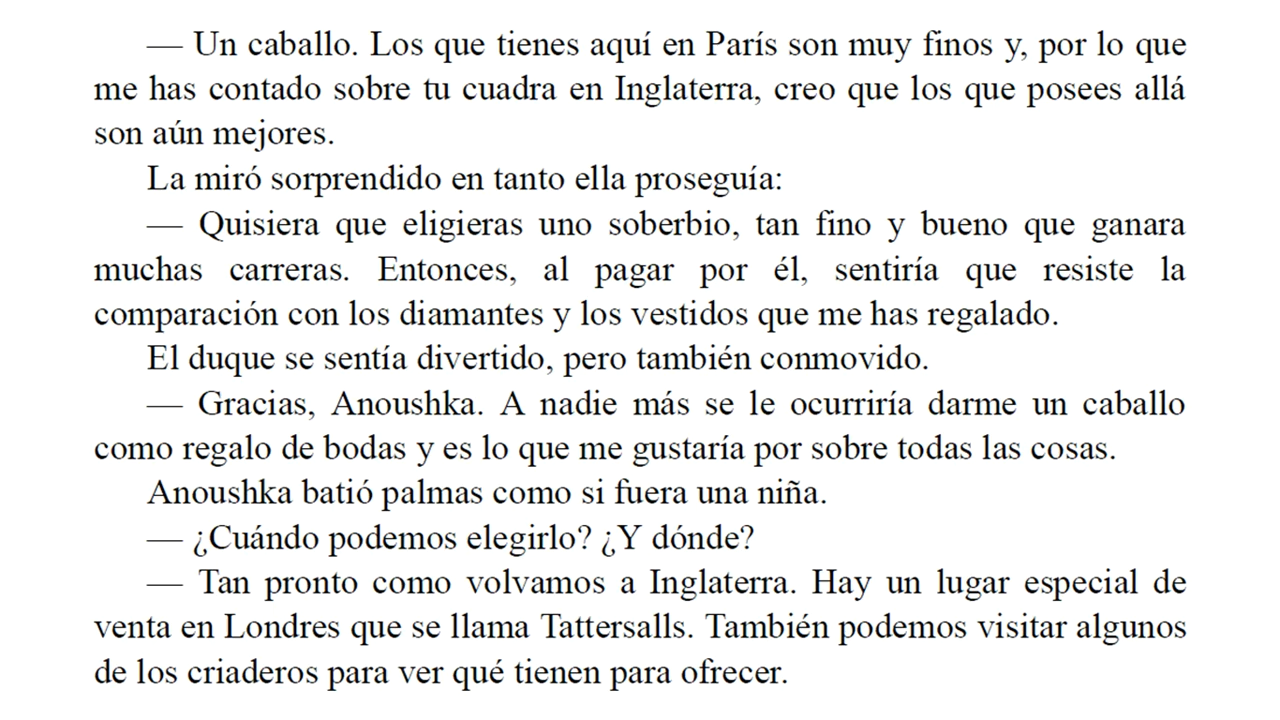 — Un caballo. Los que tienes aquí en París son muy finos y, por lo que
me has contado sobre tu cuadra en Inglaterra, creo que los que posees allá
son aún mejores.
La miró sorprendido en tanto ella proseguía:
— Quisiera que eligieras uno soberbio, tan fino y bueno que ganara
muchas carreras. Entonces, al pagar por él, sentiría que resiste la
comparación con los diamantes y los vestidos que me has regalado.
El duque se sentía divertido, pero también conmovido.
— Gracias, Anoushka. A nadie más se le ocurriría darme un caballo
como regalo de bodas y es lo que me gustaría por sobre todas las cosas.
Anoushka batió palmas como si fuera una niña.
— ¿Cuándo podemos elegirlo? ¿Y dónde?
— Tan pronto como volvamos a Inglaterra. Hay un lugar especial de
venta en Londres que se llama Tattersalls. También podemos visitar algunos
de los criaderos para ver qué tienen para ofrecer.